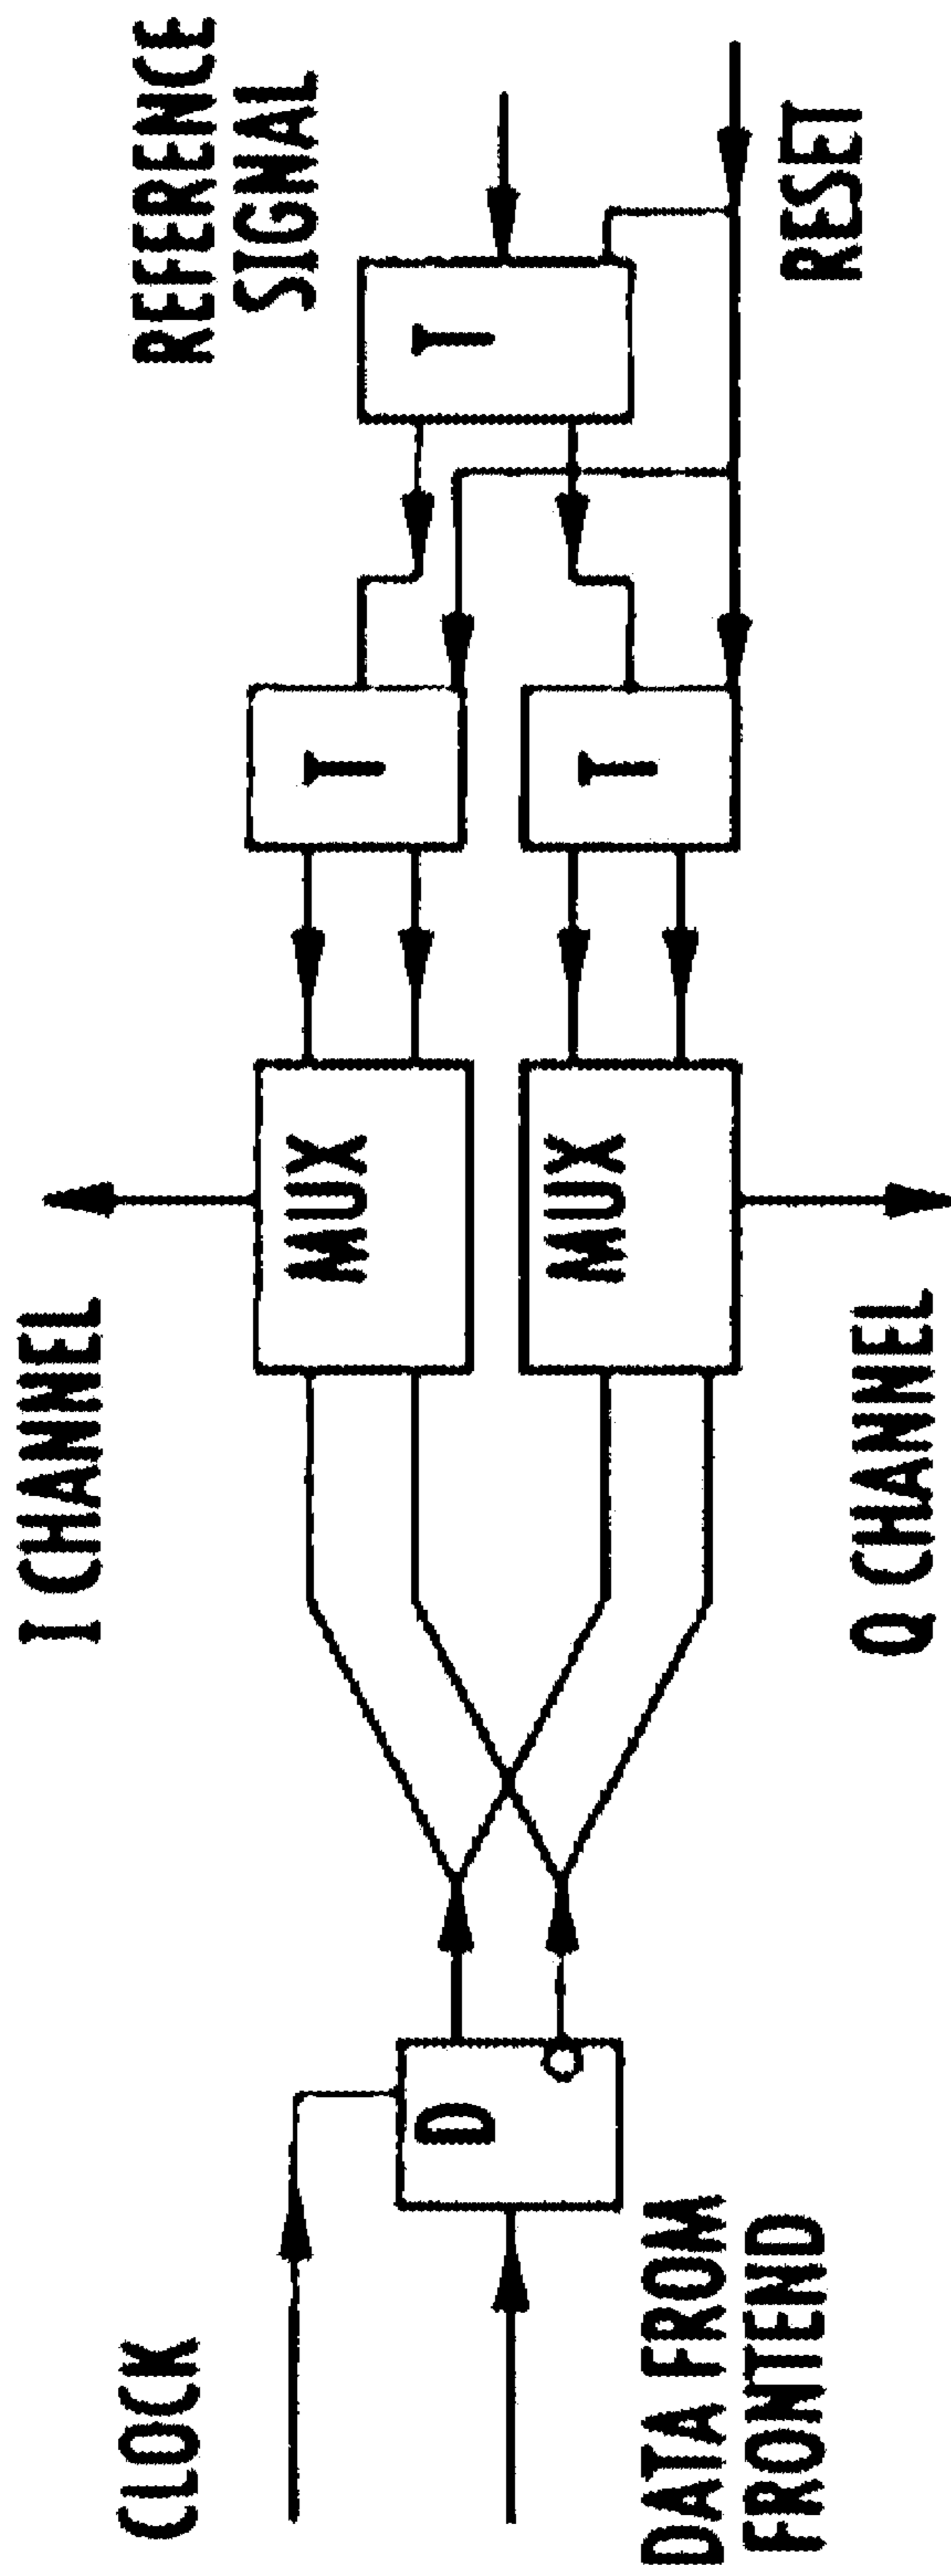 CLOCK
DATA FROM
FRONTEND
D
I CHANNEL
Q CHANNEL
MUX
MUX
T
T
T
REFERENCE
SIGNAL
RESET